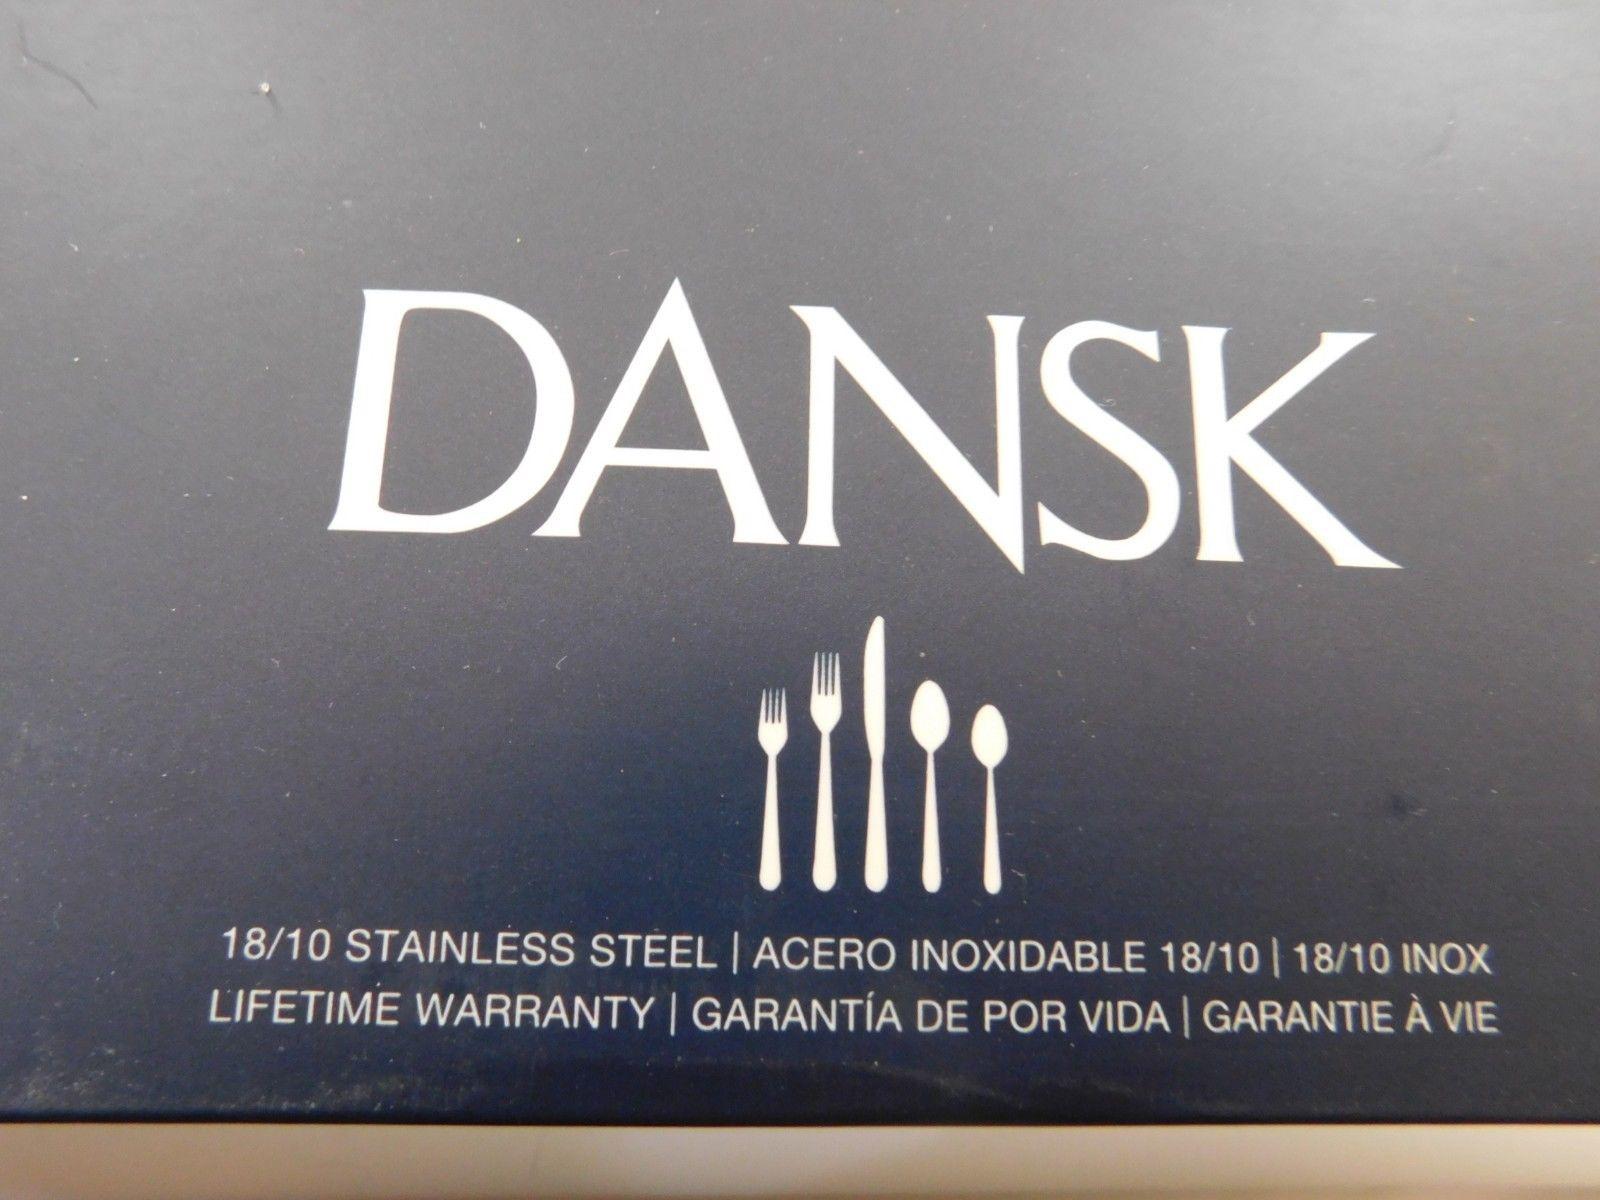 DANSK
18/10 STAINLESS STEEL | ACERO INOXIDABLE 18/10 | 18/10 INOX
LIFETIME WARRANTY | GARANTÍA DE POR VIDA | GARANTIE À VIE